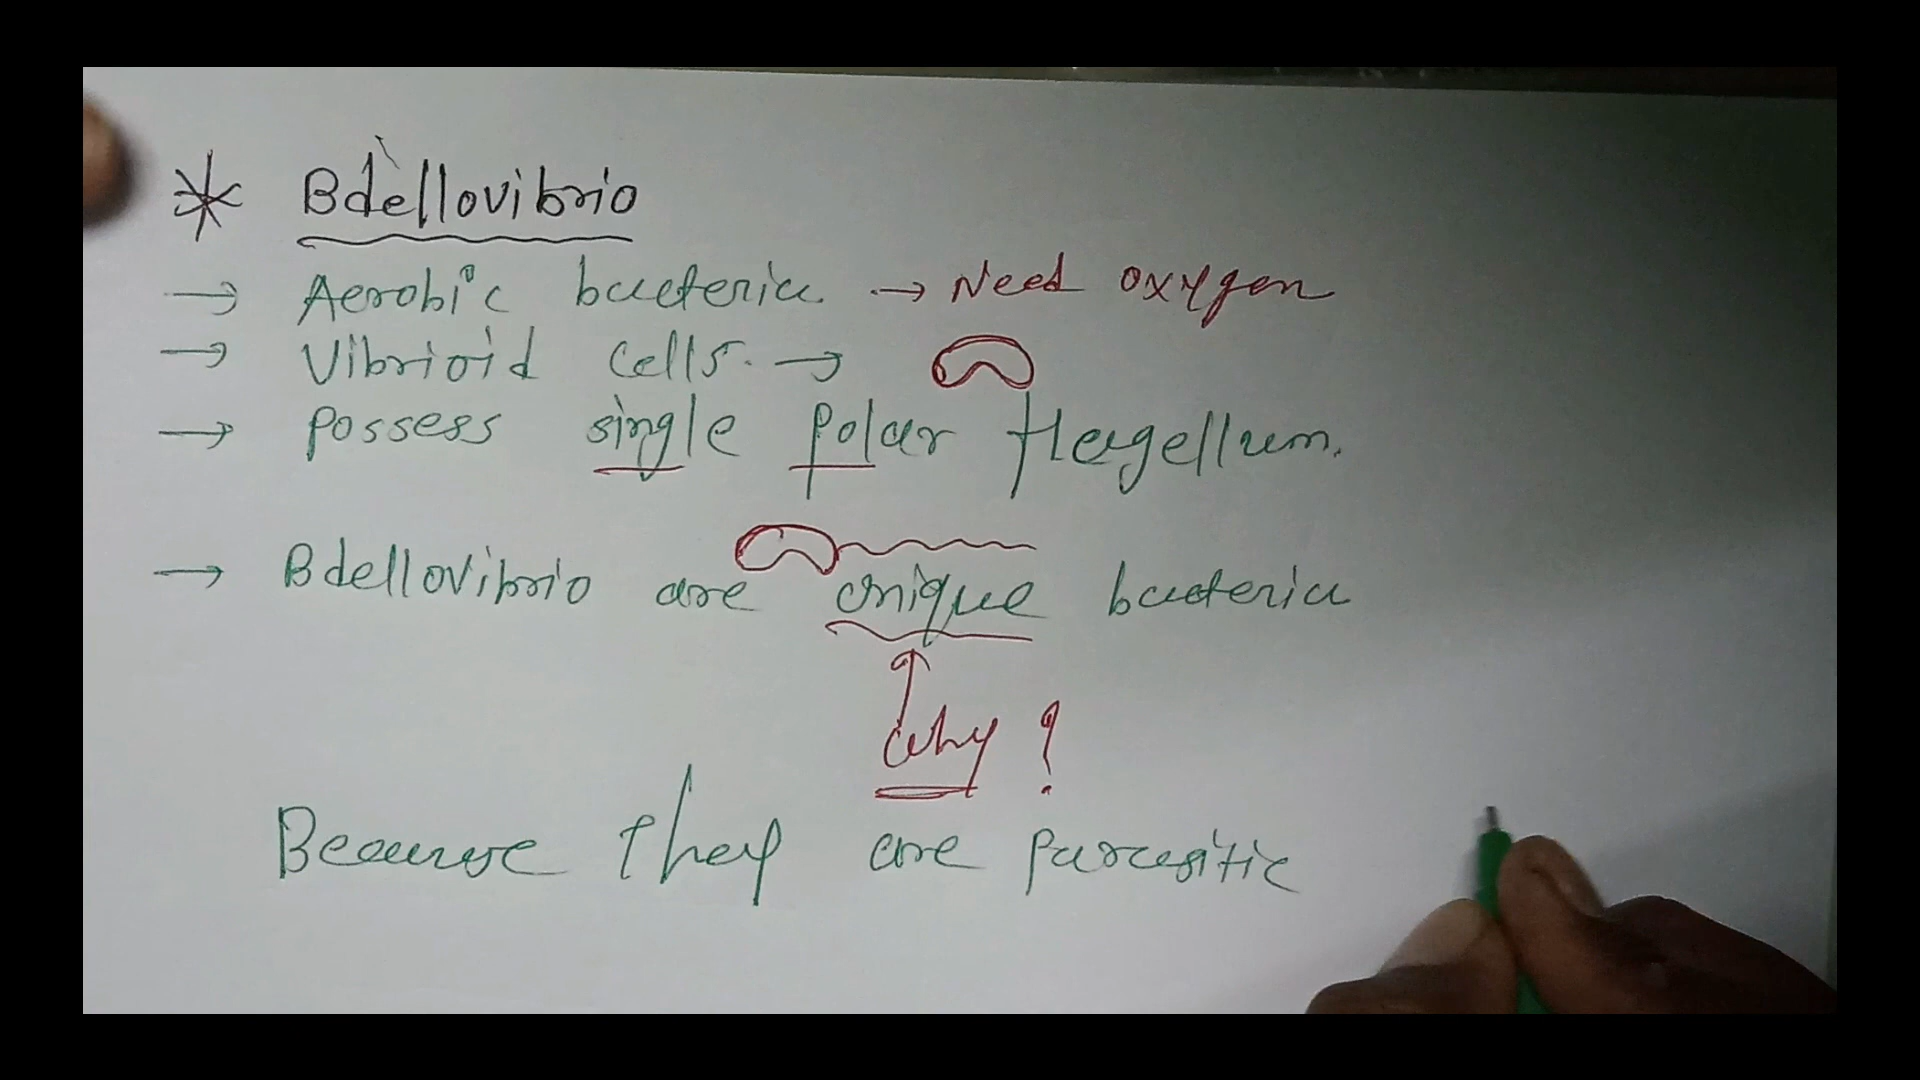 * Bdellovibrio
→ Aerobic bacteria. → Need oxygen
→ Vibrioid cells. →
→ Possess single polar flagellum.
→ Bdellovibrio are unique bacteria
Why ?
Because they are parasitic